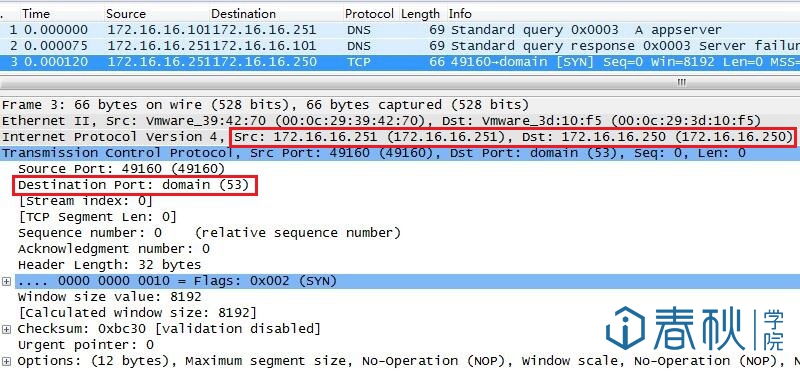 Time Source Destination Protocol Length Info
1 0.000000 172.16.16.101 172.16.16.251 DNS 69 Standard query 0x0003 A appserver
2 0.000075 172.16.16.251 172.16.16.101 DNS 69 Standard query response 0x0003 Server failur
3 0.000120 172.16.16.251 172.16.16.250 TCP 66 49160→domain [SYN] Seq=0 Win=8192 Len=0 MSS=
Frame 3: 66 bytes on wire (528 bits), 66 bytes captured (528 bits)
Ethernet II, Src: Vmware_39:42:70 (00:0c:29:39:42:70), Dst: Vmware_3d:10:f5 (00:0c:29:3d:10:f5)
Internet Protocol Version 4, Src: 172.16.16.251 (172.16.16.251), Dst: 172.16.16.250 (172.16.16.250)
Transmission Control Protocol, Src Port: 49160 (49160), Dst Port: domain (53), Seq: 0, Len: 0
Source Port: 49160 (49160)
Destination Port: domain (53)
[Stream index: 0]
[TCP Segment Len: 0]
Sequence number: 0 (relative sequence number)
Acknowledgment number: 0
Header Length: 32 bytes
.... 0000 0000 0010 = Flags: 0x002 (SYN)
Window size value: 8192
[Calculated window size: 8192]
Checksum: 0xbc30 [validation disabled]
Urgent pointer: 0
Options: (12 bytes), Maximum segment size, No-Operation (NOP), Window scale, No-Operation (NOP), N
春秋学院